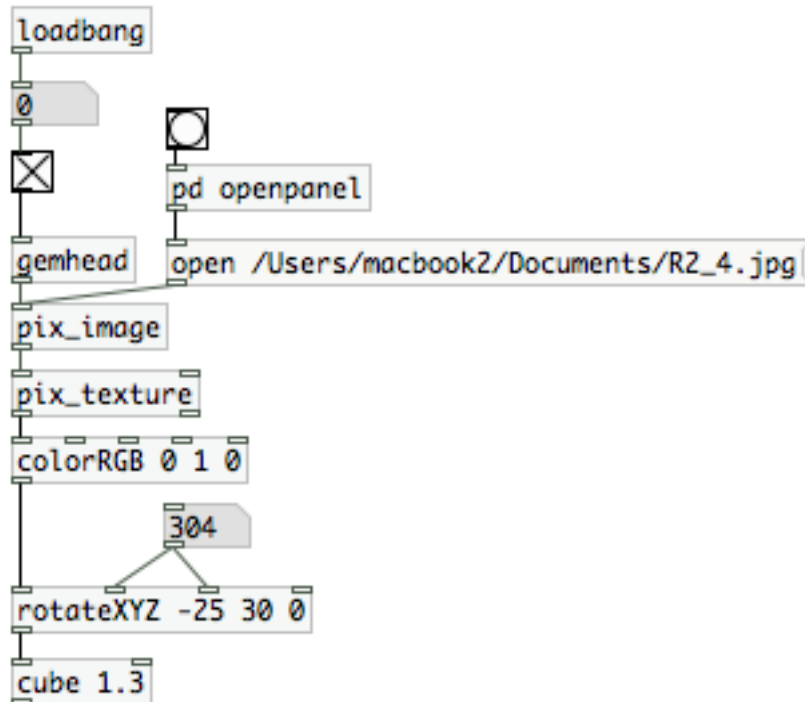 loadbang
0
pd openpanel
gemhead
open /Users/macbook2/Documents/R2_4.jpg
pix_image
pix_texture
colorRGB 0 1 0
304
rotateXYZ -25 30 0
cube 1.3